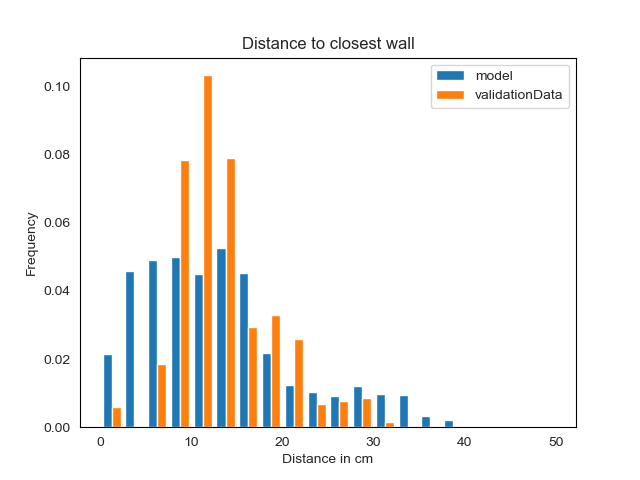 Distance to closest wall
model
validationData
Frequency
0.10
0.08
0.06
0.04
0.02
0.00
0 10 20 30 40 50
Distance in cm